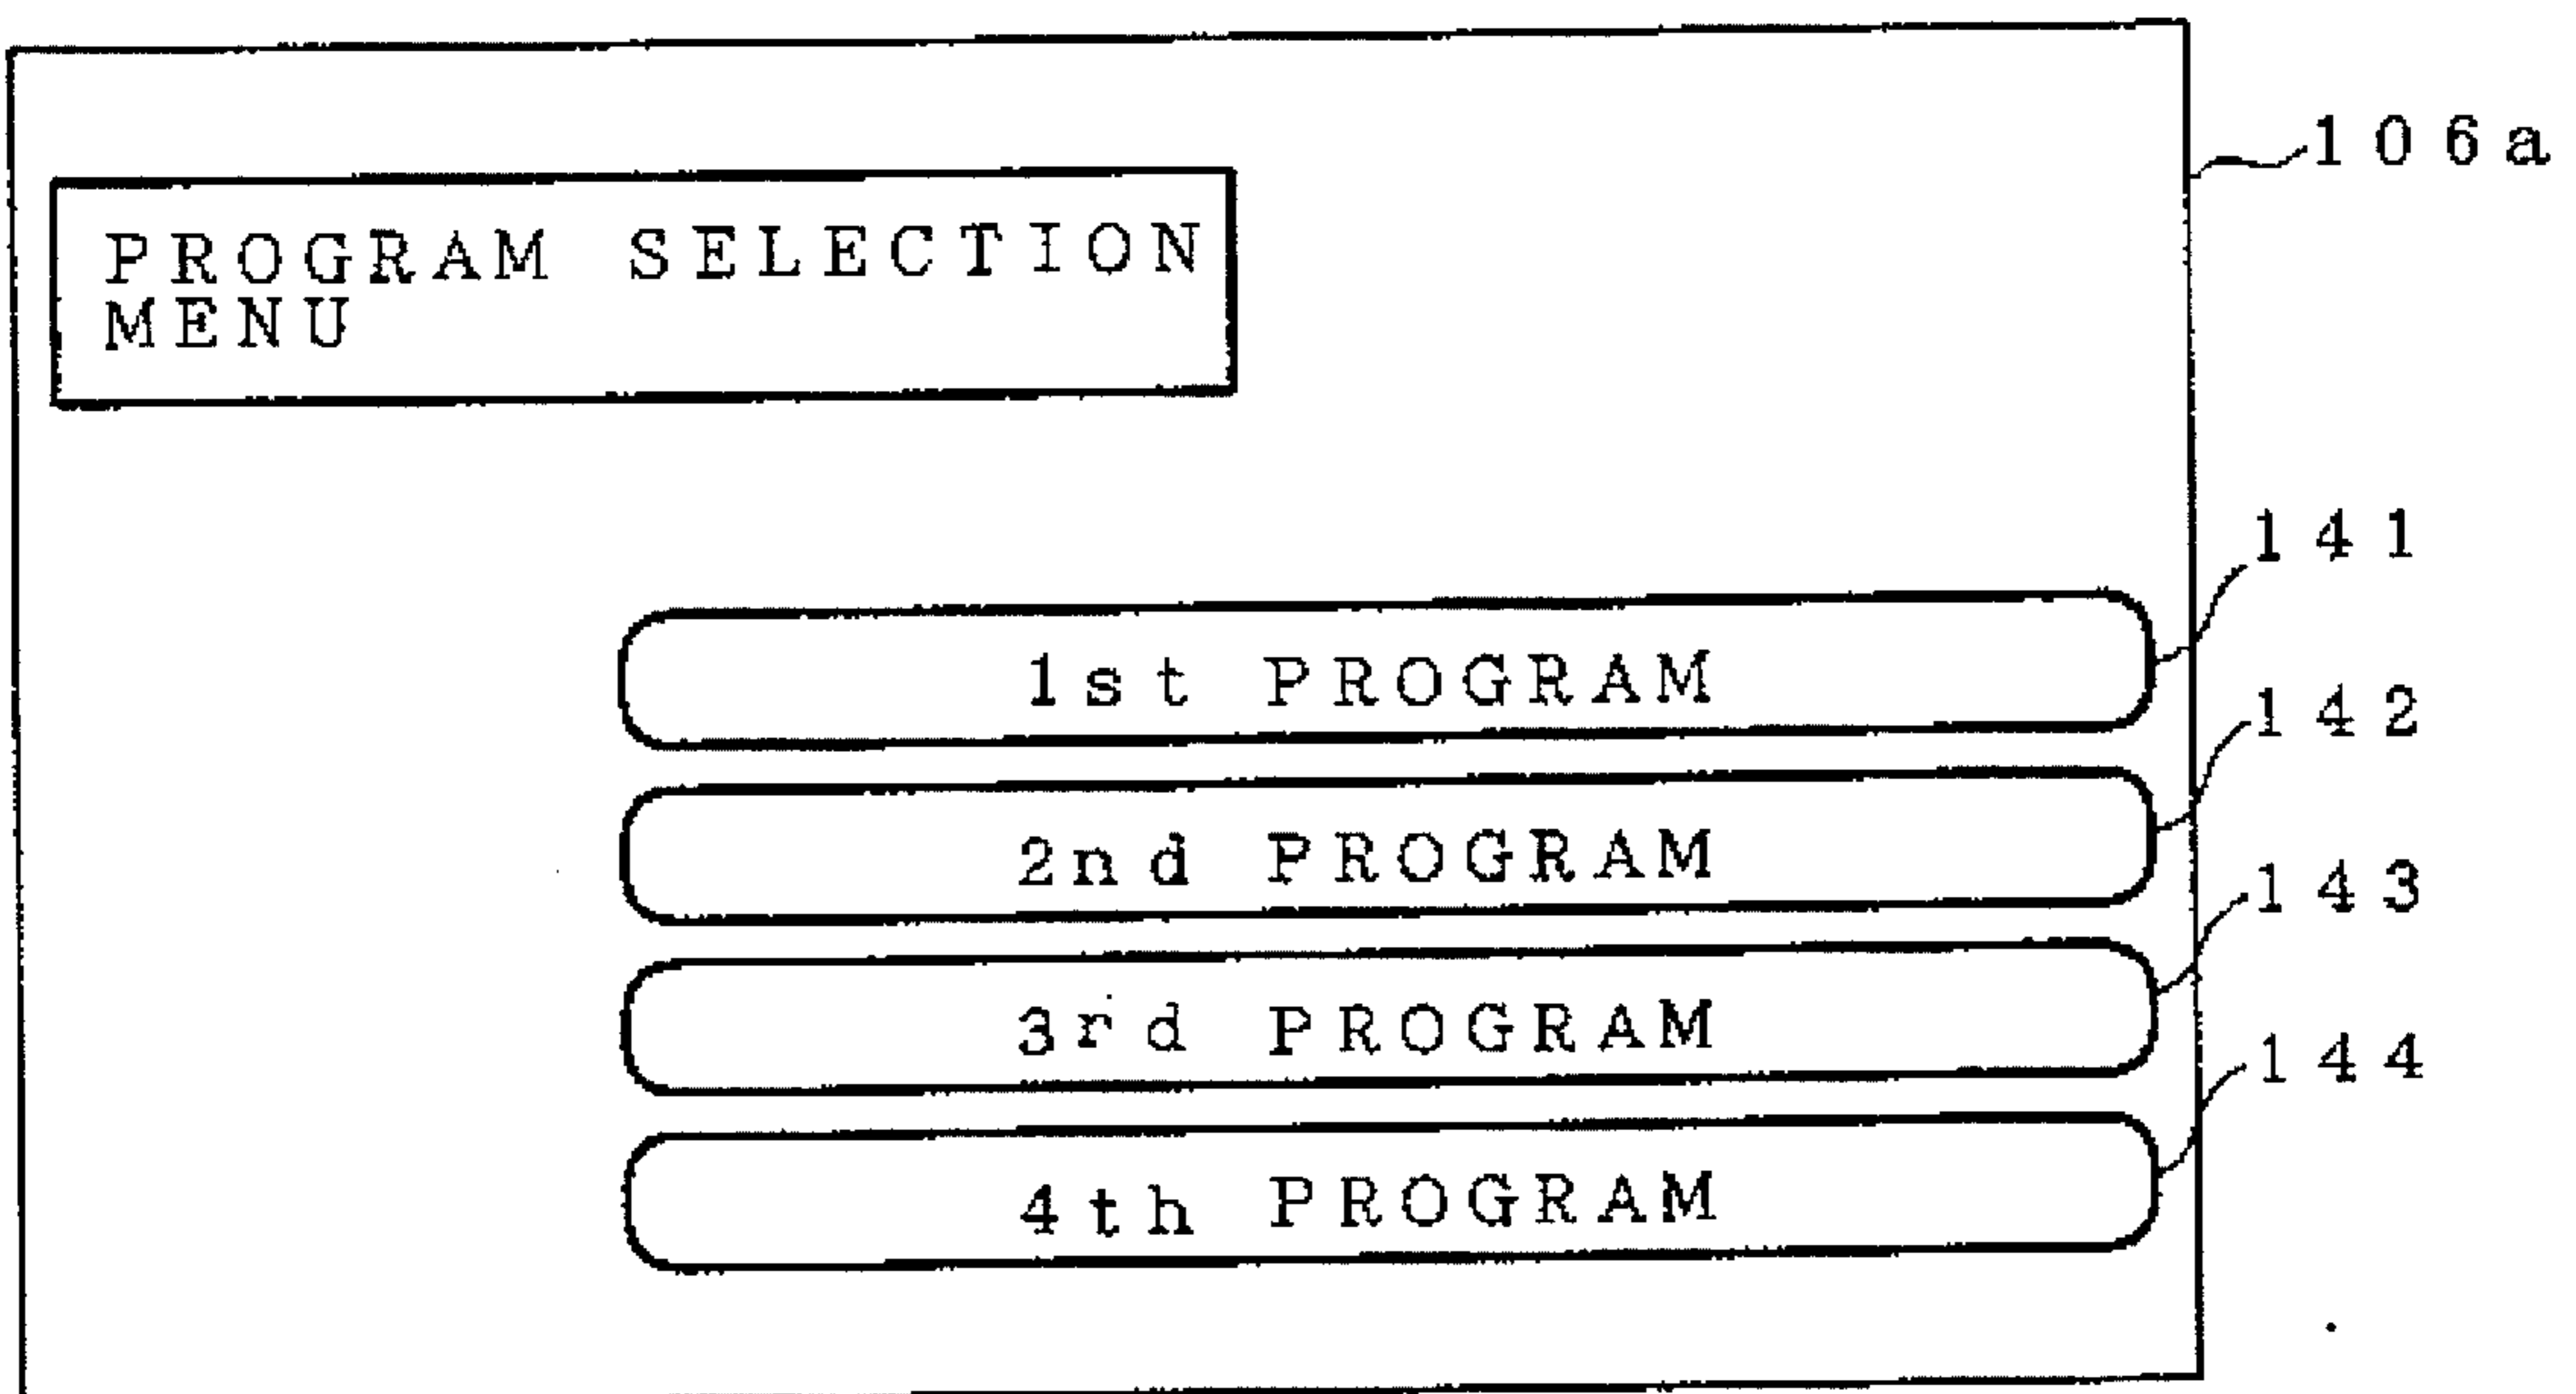 106a
PROGRAM SELECTION
MENU
141
1st PROGRAM
142
2nd PROGRAM
143
3rd PROGRAM
144
4th PROGRAM